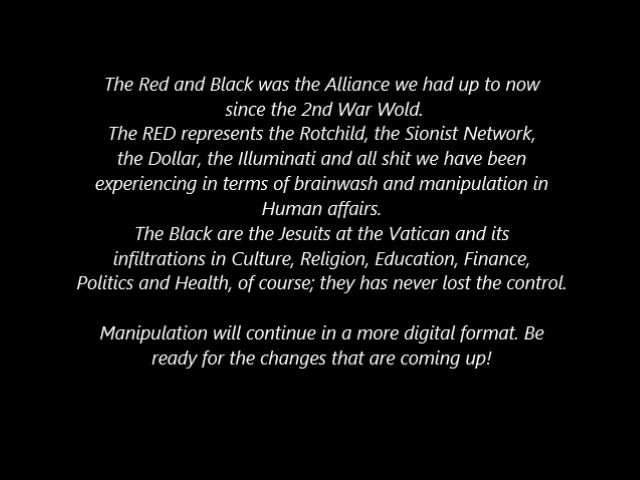 The Red and Black was the Alliance we had up to now
since the 2nd War Wold.
The RED represents the Rotchild, the Sionist Network,
the Dollar, the Illuminati and all shit we have been
experiencing in terms of brainwash and manipulation in
Human affairs.
The Black are the Jesuits at the Vatican and its
infiltrations in Culture, Religion, Education, Finance,
Politics and Health, of course; they has never lost the control.
Manipulation will continue in a more digital format. Be
ready for the changes that are coming up!